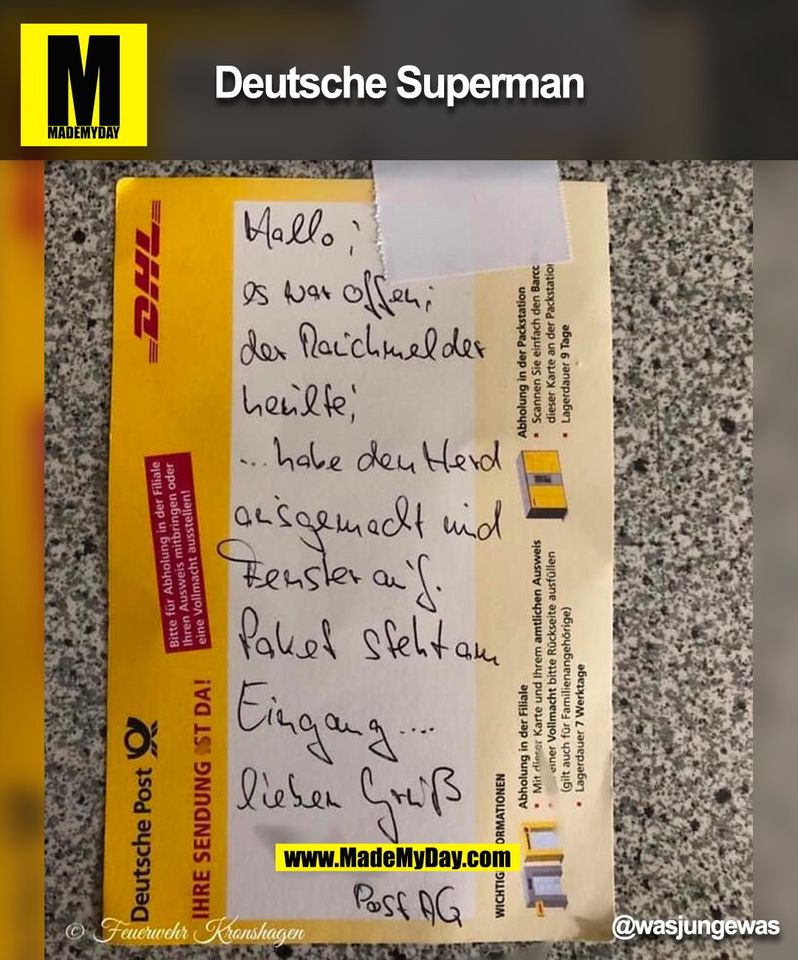 M
MADEMYDAY
Deutsche Superman
DHL
Bitte für Abholung in der Filiale
Ihren Ausweis mitbringen oder
eine Vollmacht ausstellen!
Deutsche Post
IHRE SENDUNG IST DA!
Hallo;
es war offen;
der Rauchmelder
heulte;
...habe den Herd
ausgemacht und
Fenster auf.
Paket steht am
Eingang....
lieben Gruß
Post AG
Abholung in der Packstation
Scannen Sie einfach den Barco
dieser Karte an der Packstation
Lagerdauer 9 Tage
WICHTIG ORMATIONEN
Abholung in der Filiale
Mit dieser Karte und Ihrem amtlichen Ausweis
einer Vollmacht bitte Rückseite ausfüllen
(gilt auch für Familienangehörige)
Lagerdauer 7 Werktage
www.MadeMyDay.com
© Feuerwehr Kronshagen
@wasjungewas